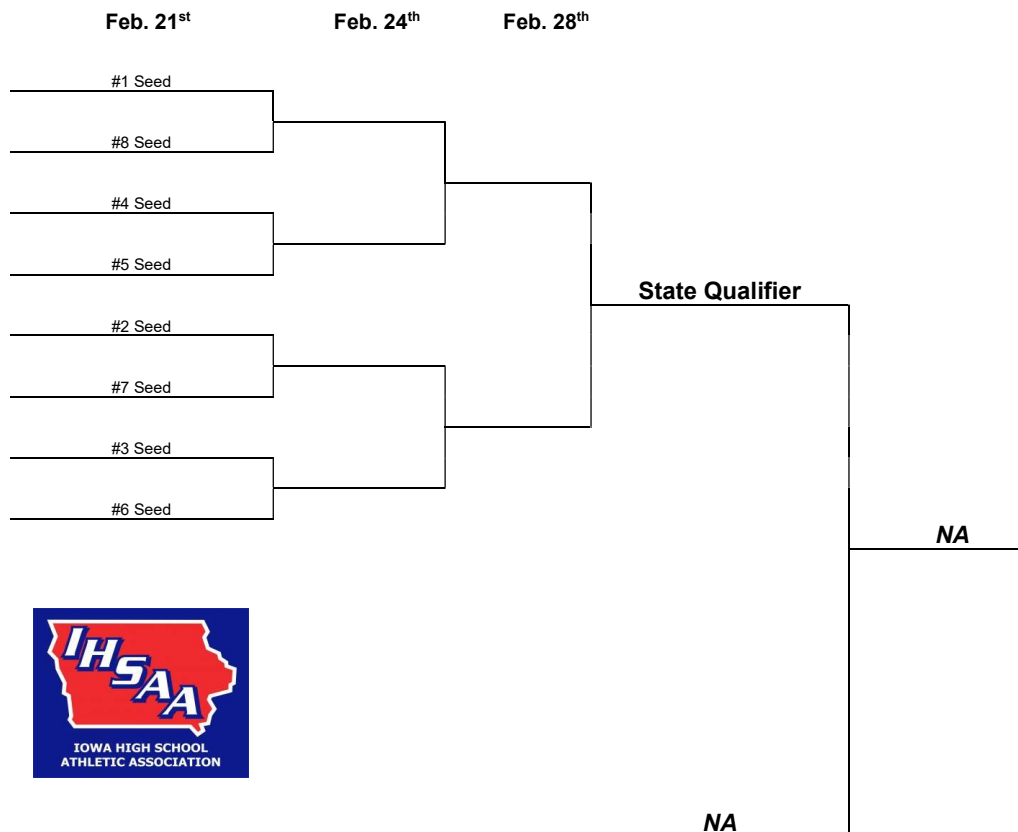 Feb. 21st Feb. 24th Feb. 28th
#1 Seed
#8 Seed
#4 Seed
#5 Seed
State Qualifier
#2 Seed
#7 Seed
#3 Seed
#6 Seed
NA
IHSAA
IOWA HIGH SCHOOL
ATHLETIC ASSOCIATION
NA